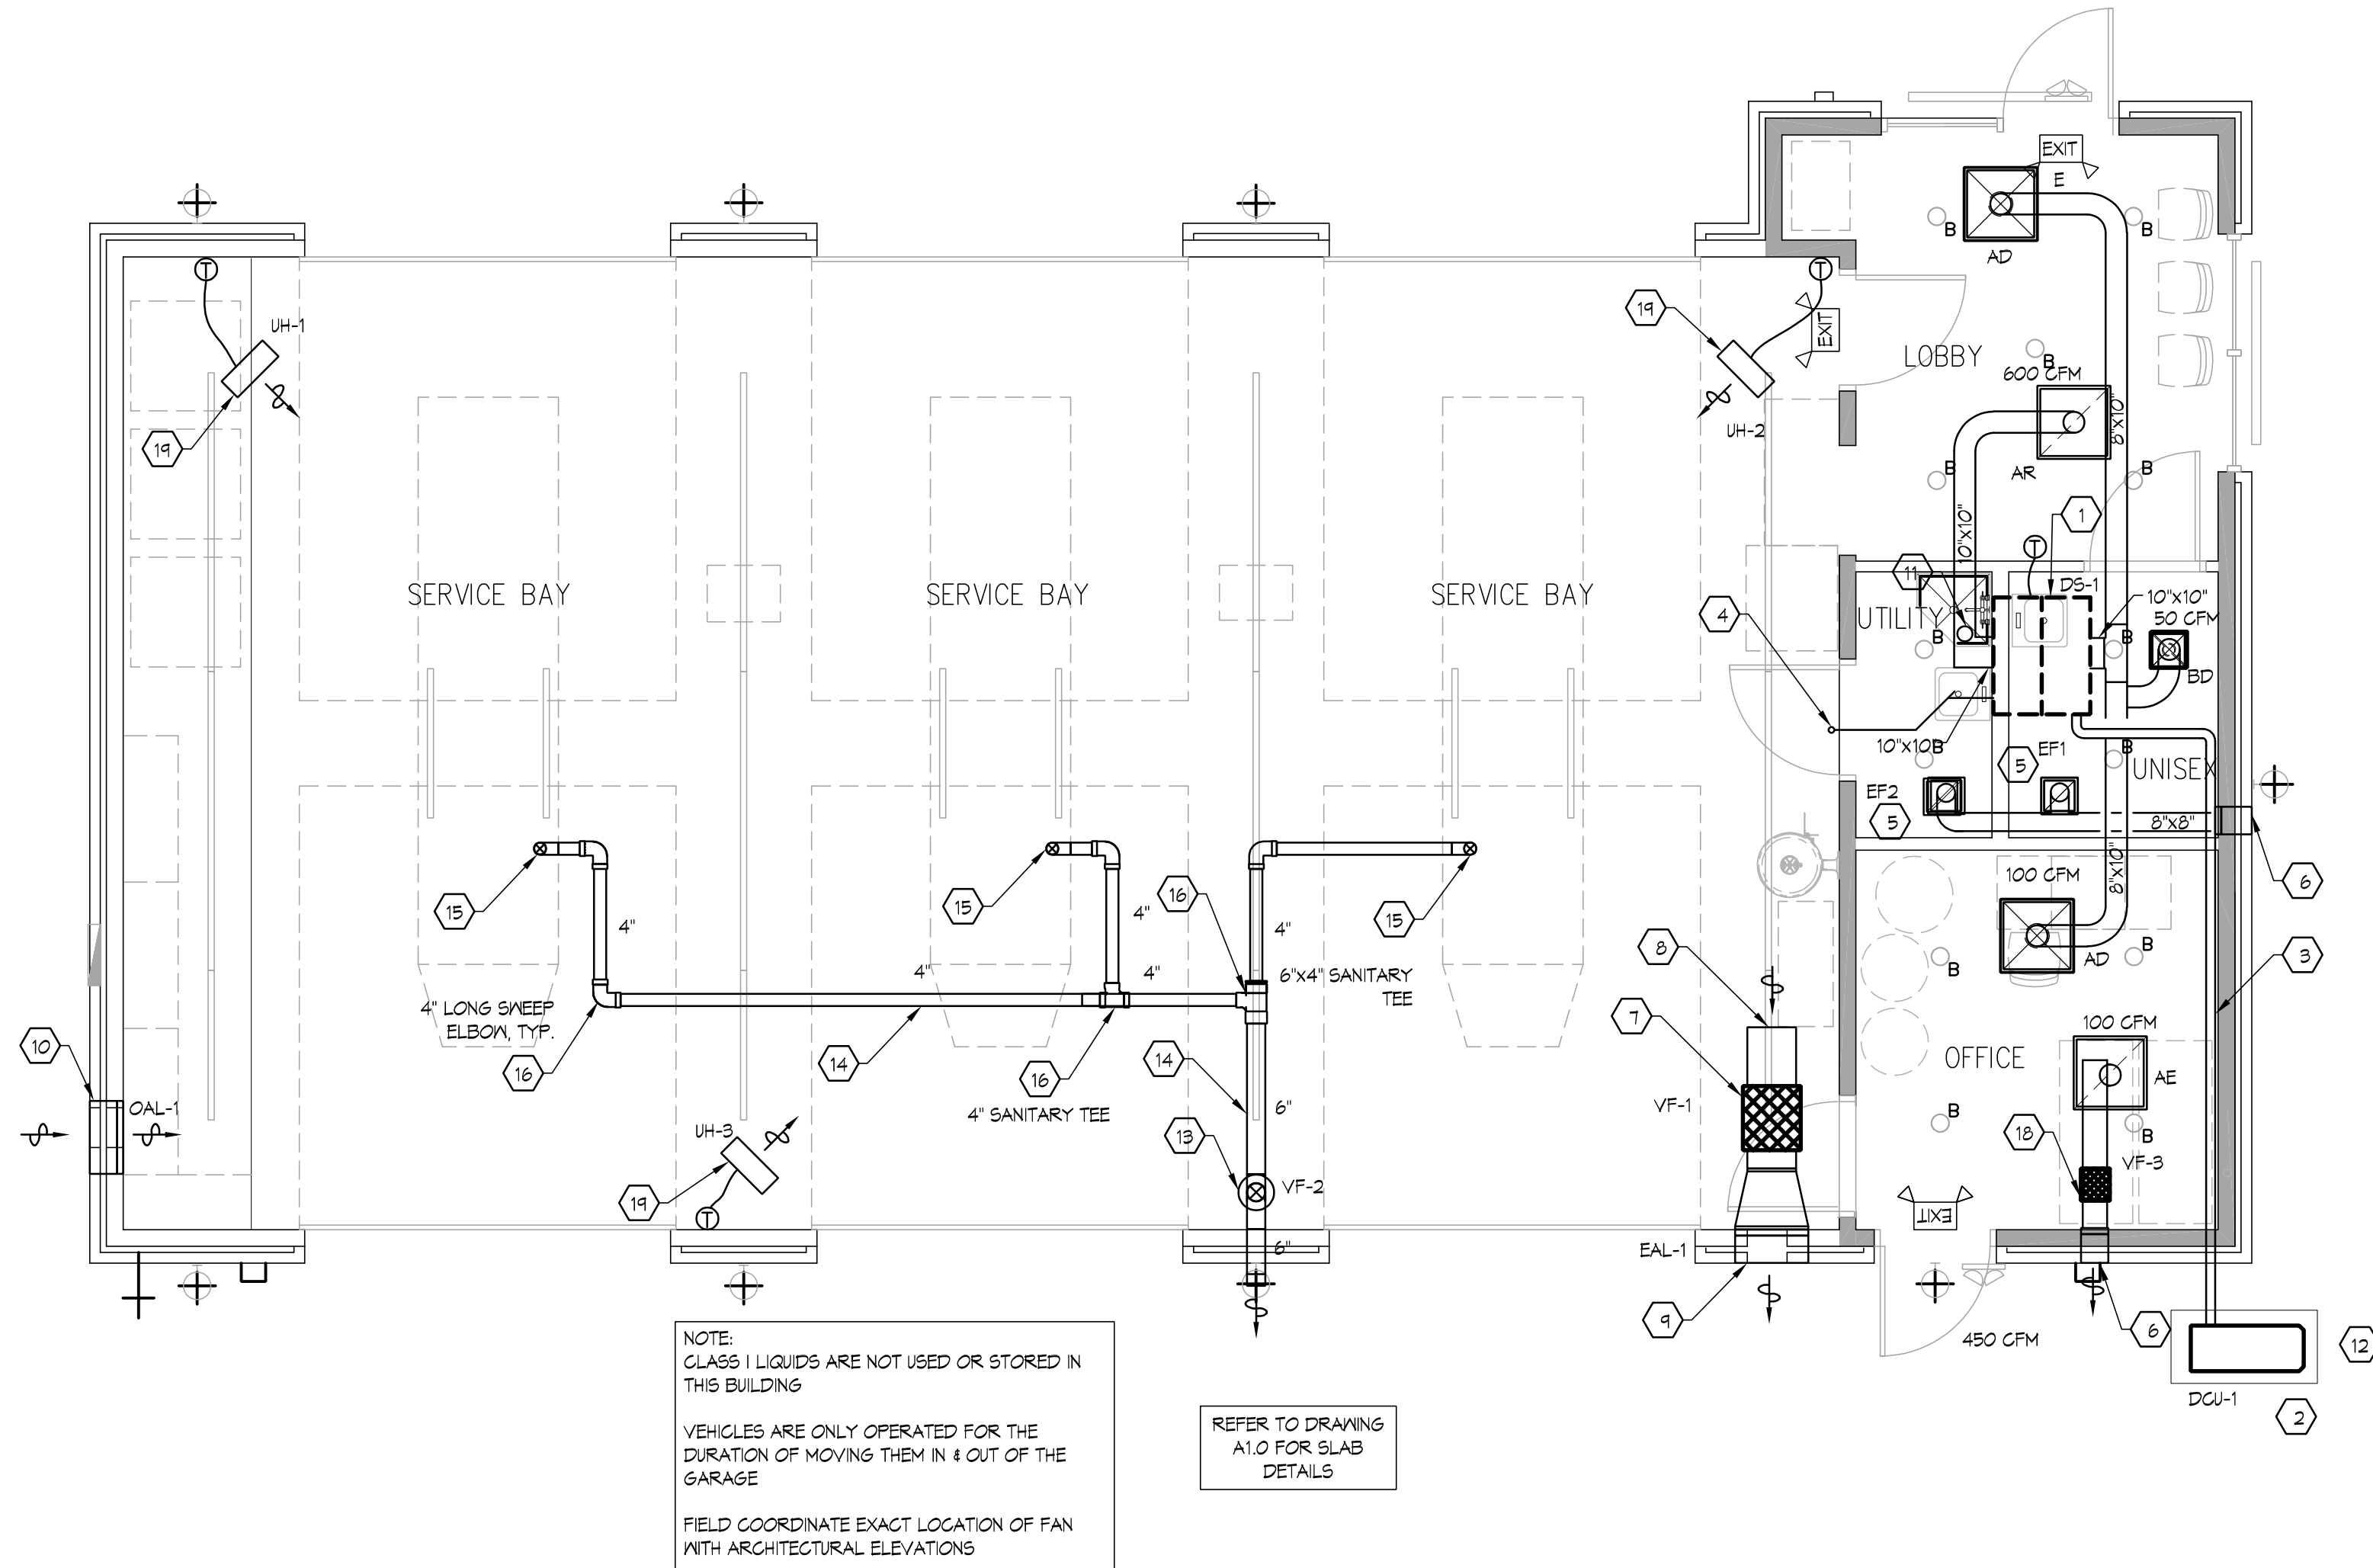 EXIT
E
B
B
AD
T
T
19
EXIT
UH-1
LOBBY
B
600 CFM
8"x10"
UH-2
19
B
B
AR
1
10"x10"
T
11
DS-1
SERVICE BAY
SERVICE BAY
SERVICE BAY
10"x10"
50 CFM
4
UTILITY
B
B
BD
10"x10"
B
EF1
B
5
UNISEX
EF2
5
8"x8"
8"x10"
6
100 CFM
15
15
16
15
4"
4"
4"
8
B
B
AD
3
4"
4"
6"x4" SANITARY
TEE
4" LONG SWEEP
ELBOW, TYP.
7
100 CFM
10
16
14
16
14
OFFICE
AE
OAL-1
4" SANITARY TEE
6"
VF-1
B
B
UH-3
13
18
VF-3
19
T
VF-2
EXIT
6"
EAL-1
9
6
450 CFM
12
DCU-1
2
NOTE:
CLASS I LIQUIDS ARE NOT USED OR STORED IN
THIS BUILDING
VEHICLES ARE ONLY OPERATED FOR THE
DURATION OF MOVING THEM IN & OUT OF THE
GARAGE
FIELD COORDINATE EXACT LOCATION OF FAN
WITH ARCHITECTURAL ELEVATIONS
REFER TO DRAWING
A1.0 FOR SLAB
DETAILS